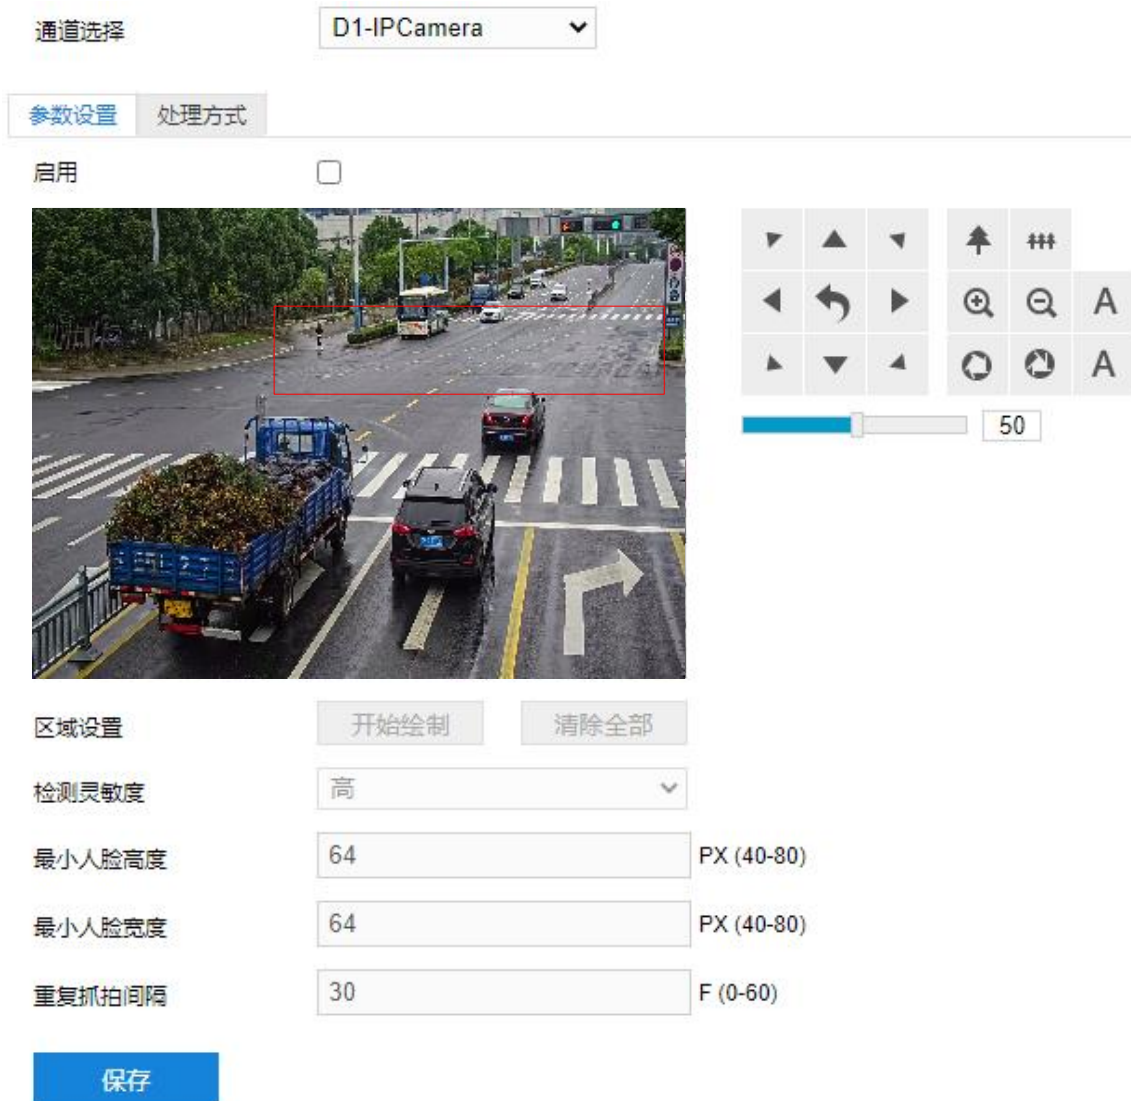 通道选择 D1-IPCamera
参数设置 处理方式
启用
A
A
50
区域设置 开始绘制 清除全部
检测灵敏度 高
最小人脸高度 64 PX (40-80)
最小人脸宽度 64 PX (40-80)
重复抓拍间隔 30 F (0-60)
保存